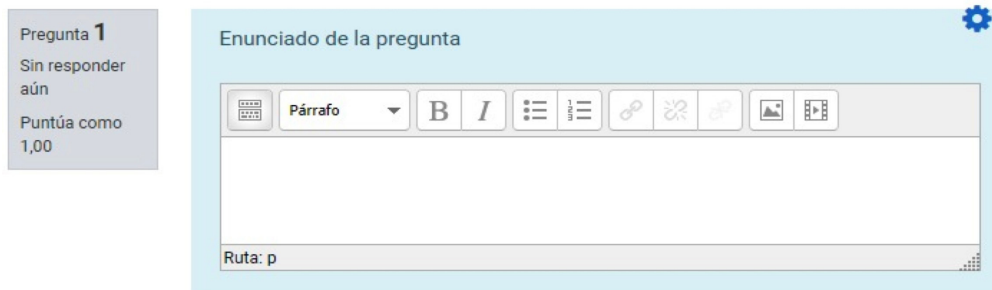 Pregunta 1
Sin responder
aún
Puntúa como
1,00
Enunciado de la pregunta
Párrafo
B I
Ruta: p